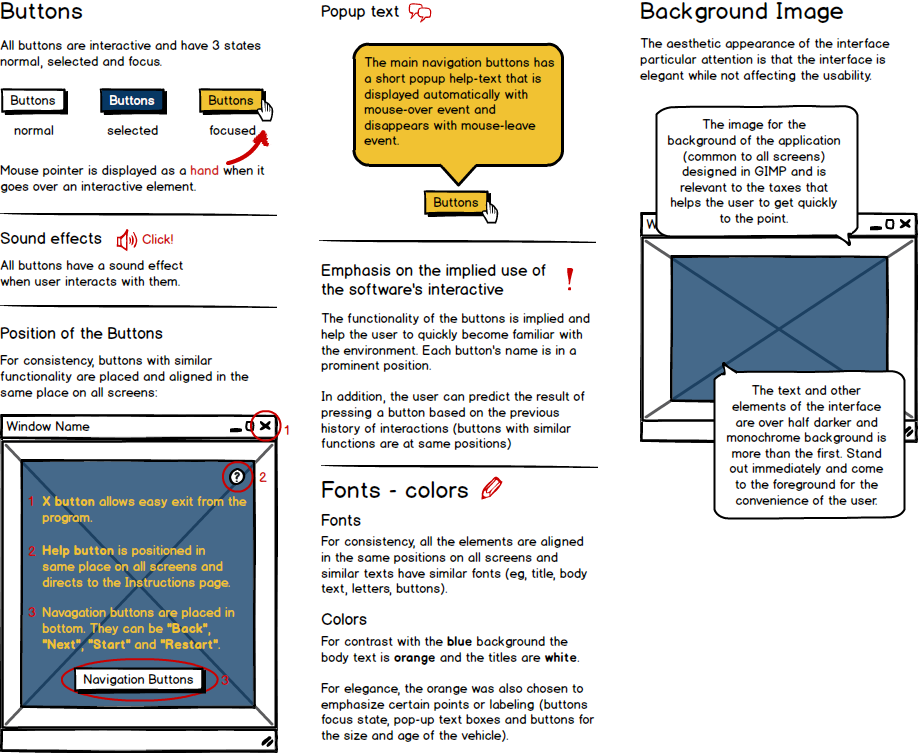 Buttons
All buttons are interactive and have 3 states
normal, selected and focus.
Buttons
Buttons
Buttons
normal
selected
focused
Mouse pointer is displayed as a hand when it
goes over an interactive element.
Sound effects
Click!
All buttons have a sound effect
when user interacts with them.
Position of the Buttons
For consistency, buttons with similar
functionality are placed and aligned in the
same place on all screens:
Window Name
1
?
2
1 X button allows easy exit from the
program.
2 Help button is positioned in
same place on all screens and
directs to the Instructions page.
3 Navagation buttons are placed in
bottom. They can be "Back",
"Next", "Start" and "Restart".
Navigation Buttons
3
Popup text
The main navigation buttons has
a short popup help-text that is
displayed automatically with
mouse-over event and
disappears with mouse-leave
event.
Buttons
Emphasis on the implied use of
the software's interactive
!
The functionality of the buttons is implied and
help the user to quickly become familiar with
the environment. Each button's name is in a
prominent position.
In addition, the user can predict the result of
pressing a button based on the previous
history of interactions (buttons with similar
functions are at same positions)
Fonts - colors
Fonts
For consistency, all the elements are aligned
in the same positions on all screens and
similar texts have similar fonts (eg, title, body
text, letters, buttons).
Colors
For contrast with the blue background the
body text is orange and the titles are white.
For elegance, the orange was also chosen to
emphasize certain points or labeling (buttons
focus state, pop-up text boxes and buttons for
the size and age of the vehicle).
Background Image
The aesthetic appearance of the interface
particular attention is that the interface is
elegant while not affecting the usability.
The image for the
background of the application
(common to all screens)
designed in GIMP and is
relevant to the taxes that
helps the user to get quickly
to the point.
The text and other
elements of the interface
are over half darker and
monochrome background is
more than the first. Stand
out immediately and come
to the foreground for the
convenience of the user.